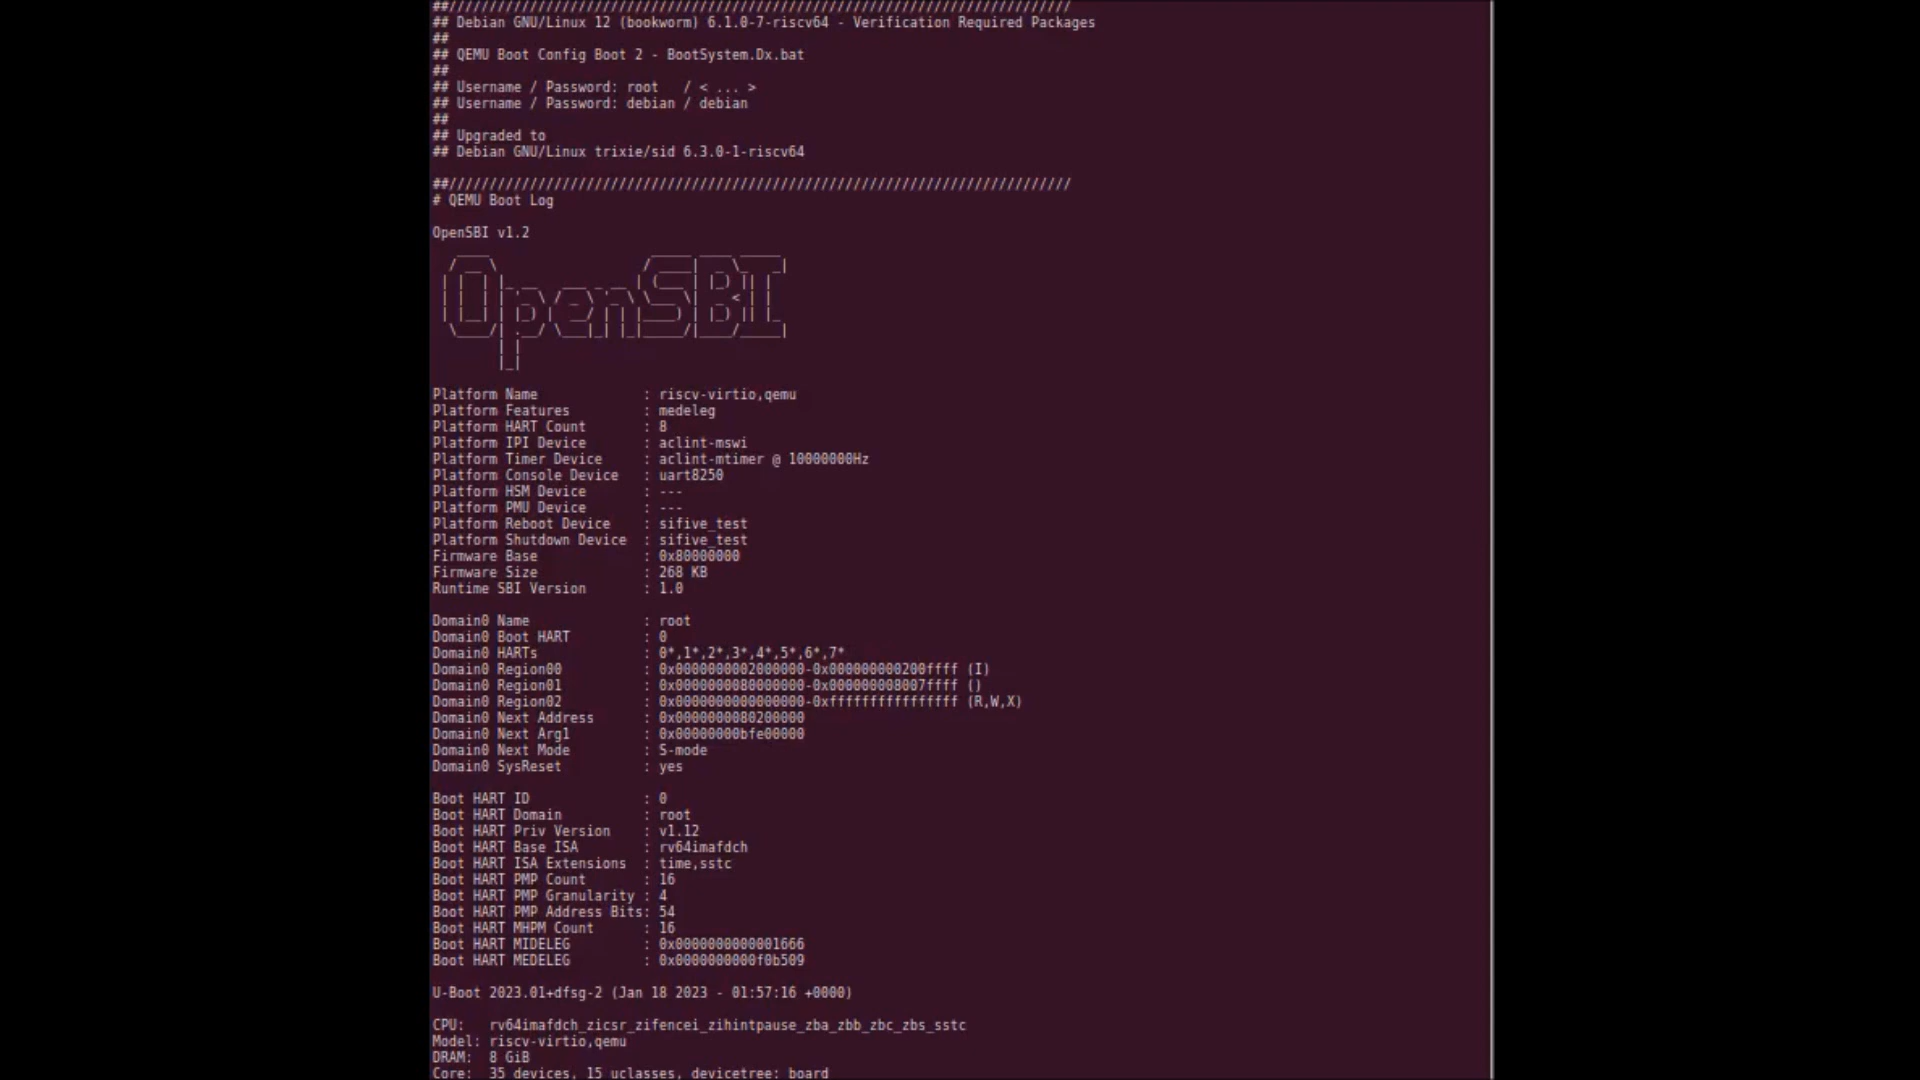 ##/////////////////////////////////////////////////////////////////////////////
## Debian GNU/Linux 12 (bookworm) 6.1.0-7-riscv64 - Verification Required Packages
##
## QEMU Boot Config Boot 2 - BootSystem.Dx.bat
##
## Username / Password: root   / < ... >
## Username / Password: debian / debian
##
## Upgraded to
## Debian GNU/Linux trixie/sid 6.3.0-1-riscv64
##/////////////////////////////////////////////////////////////////////////////
# QEMU Boot Log
OpenSBI v1.2
OpenSBI
Platform Name             : riscv-virtio,qemu
Platform Features         : medeleg
Platform HART Count       : 8
Platform IPI Device       : aclint-mswi
Platform Timer Device     : aclint-mtimer @ 10000000Hz
Platform Console Device   : uart8250
Platform HSM Device       : ---
Platform PMU Device       : ---
Platform Reboot Device    : sifive_test
Platform Shutdown Device  : sifive_test
Firmware Base             : 0x80000000
Firmware Size             : 268 KB
Runtime SBI Version       : 1.0
Domain0 Name              : root
Domain0 Boot HART         : 0
Domain0 HARTs             : 0*,1*,2*,3*,4*,5*,6*,7*
Domain0 Region00          : 0x0000000002000000-0x000000000200ffff (I)
Domain0 Region01          : 0x0000000080000000-0x000000008007ffff ()
Domain0 Region02          : 0x0000000000000000-0xffffffffffffffff (R,W,X)
Domain0 Next Address      : 0x0000000080200000
Domain0 Next Arg1         : 0x00000000bfe00000
Domain0 Next Mode         : S-mode
Domain0 SysReset          : yes
Boot HART ID              : 0
Boot HART Domain          : root
Boot HART Priv Version    : v1.12
Boot HART Base ISA        : rv64imafdch
Boot HART ISA Extensions  : time,sstc
Boot HART PMP Count       : 16
Boot HART PMP Granularity : 4
Boot HART PMP Address Bits: 54
Boot HART MHPM Count      : 16
Boot HART MIDELEG         : 0x0000000000001666
Boot HART MEDELEG         : 0x0000000000f0b509
U-Boot 2023.01+dfsg-2 (Jan 18 2023 - 01:57:16 +0000)
CPU:   rv64imafdch_zicsr_zifencei_zihintpause_zba_zbb_zbc_zbs_sstc
Model: riscv-virtio,qemu
DRAM:  8 GiB
Core:  35 devices, 15 uclasses, devicetree: board